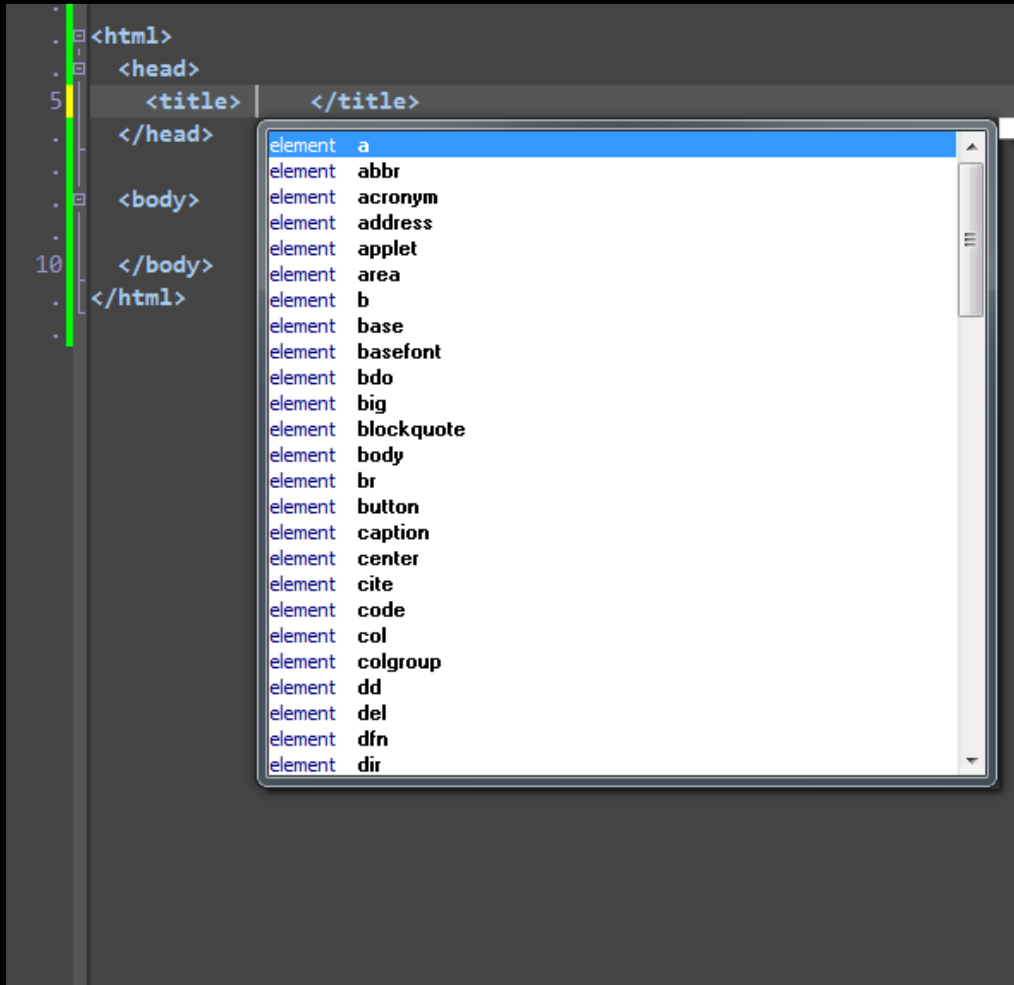 <html>
<head>
5 <title> </title>
</head>
<body>
10 </body>
</html>
element a
element abbr
element acronym
element address
element applet
element area
element b
element base
element basefont
element bdo
element big
element blockquote
element body
element br
element button
element caption
element center
element cite
element code
element col
element colgroup
element dd
element del
element dfn
element dir